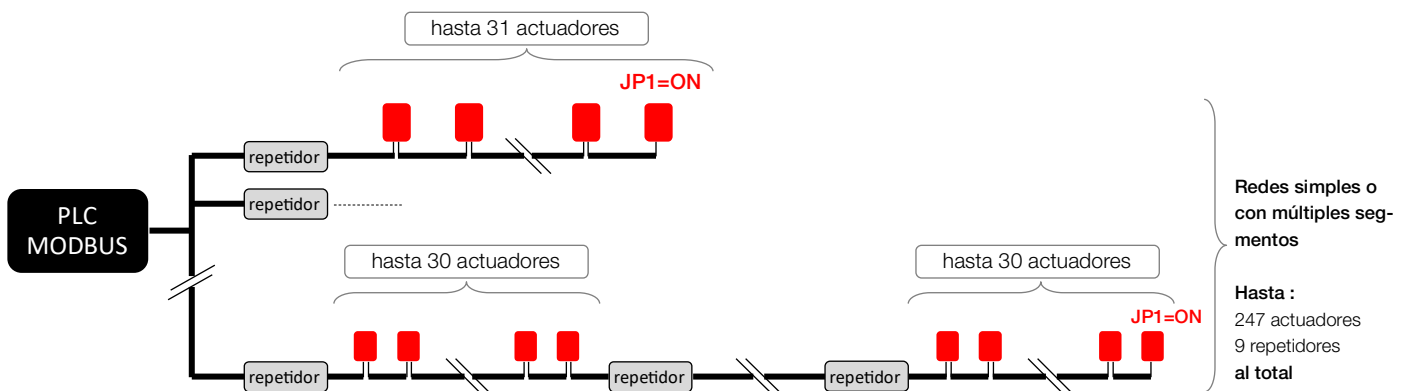 hasta 31 actuadores
JP1=ON
repetidor
repetidor
PLC
MODBUS
hasta 30 actuadores
hasta 30 actuadores
JP1=ON
repetidor
repetidor
repetidor
Redes simples o
con múltiples seg-
mentos
Hasta :
247 actuadores
9 repetidores
al total